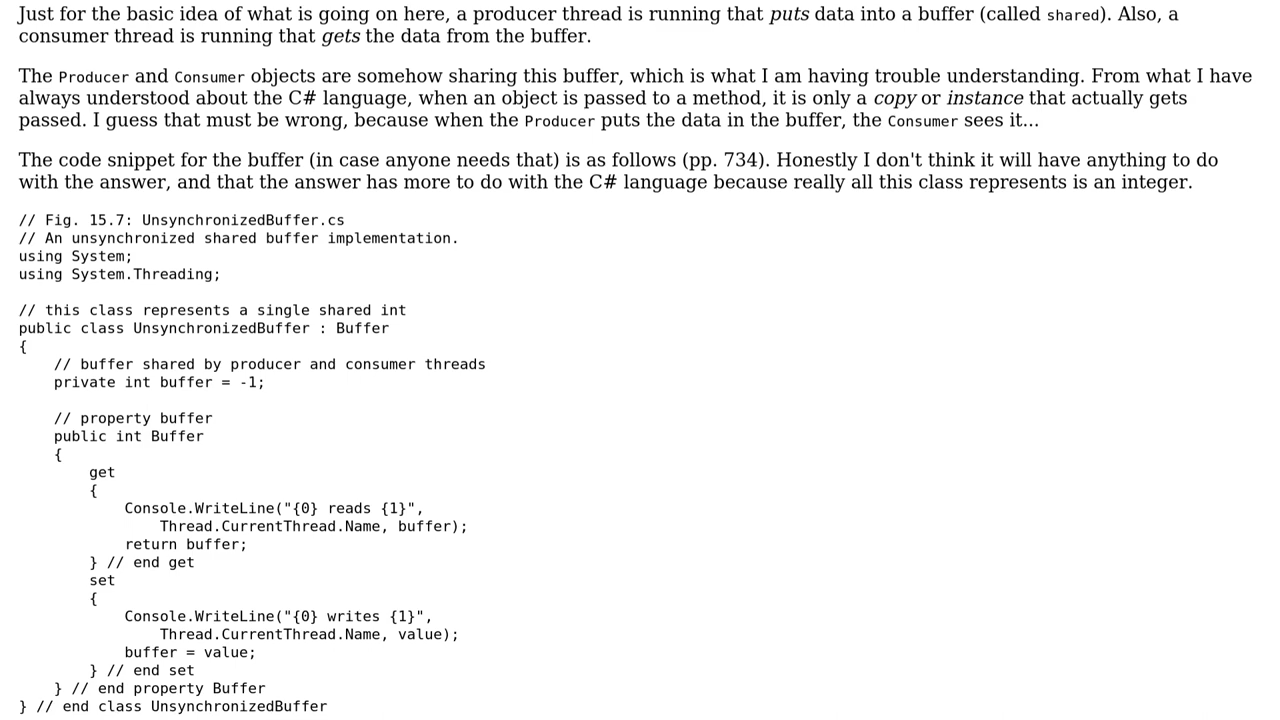 Just for the basic idea of what is going on here, a producer thread is running that puts data into a buffer (called shared). Also, a
consumer thread is running that gets the data from the buffer.
The Producer and Consumer objects are somehow sharing this buffer, which is what I am having trouble understanding. From what I have
always understood about the C# language, when an object is passed to a method, it is only a copy or instance that actually gets
passed. I guess that must be wrong, because when the Producer puts the data in the buffer, the Consumer sees it...
The code snippet for the buffer (in case anyone needs that) is as follows (pp. 734). Honestly I don't think it will have anything to do
with the answer, and that the answer has more to do with the C# language because really all this class represents is an integer.
// Fig. 15.7: UnsynchronizedBuffer.cs
// An unsynchronized shared buffer implementation.
using System;
using System.Threading;
// this class represents a single shared int
public class UnsynchronizedBuffer : Buffer
{
    // buffer shared by producer and consumer threads
    private int buffer = -1;
    // property buffer
    public int Buffer
    {
        get
        {
            Console.WriteLine("{0} reads {1}",
                Thread.CurrentThread.Name, buffer);
            return buffer;
        } // end get
        set
        {
            Console.WriteLine("{0} writes {1}",
                Thread.CurrentThread.Name, value);
            buffer = value;
        } // end set
    } // end property Buffer
} // end class UnsynchronizedBuffer